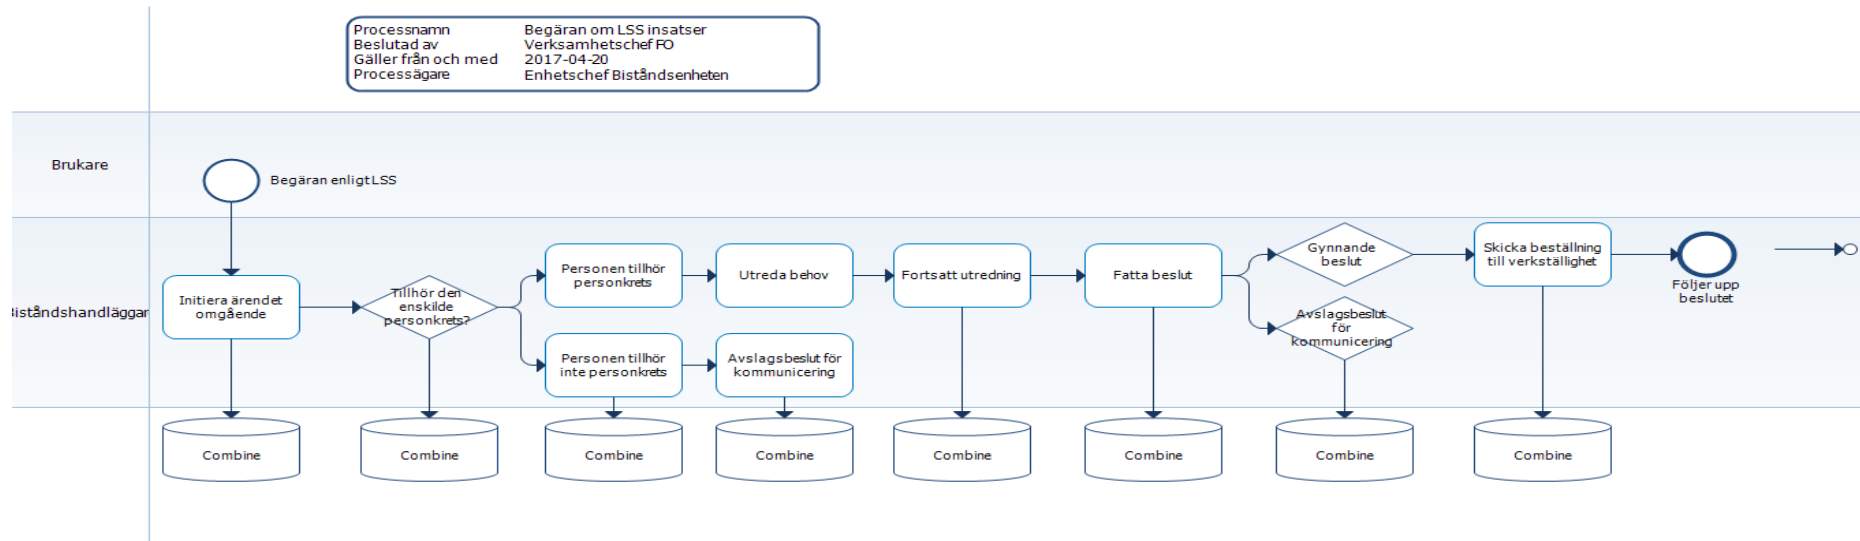 Processnamn Begäran om LSS insatser
Beslutad av Verksamhetschef FO
Gäller från och med 2017-04-20
Processägare Enhetschef Biståndsenheten
Brukare
Begäran enligt LSS
Biståndshandläggare
Initiera ärendet
omgående
Tillhör den
enskilde
personkrets?
Personen tillhör
personkrets
Utreda behov
Fortsatt utredning
Fatta beslut
Gynnande
beslut
Skicka beställning
till verkställighet
Följer upp
beslutet
Personen tillhör
inte personkrets
Avslagsbeslut för
kommunicering
Avslagsbeslut
för
kommunicering
Combine
Combine
Combine
Combine
Combine
Combine
Combine
Combine